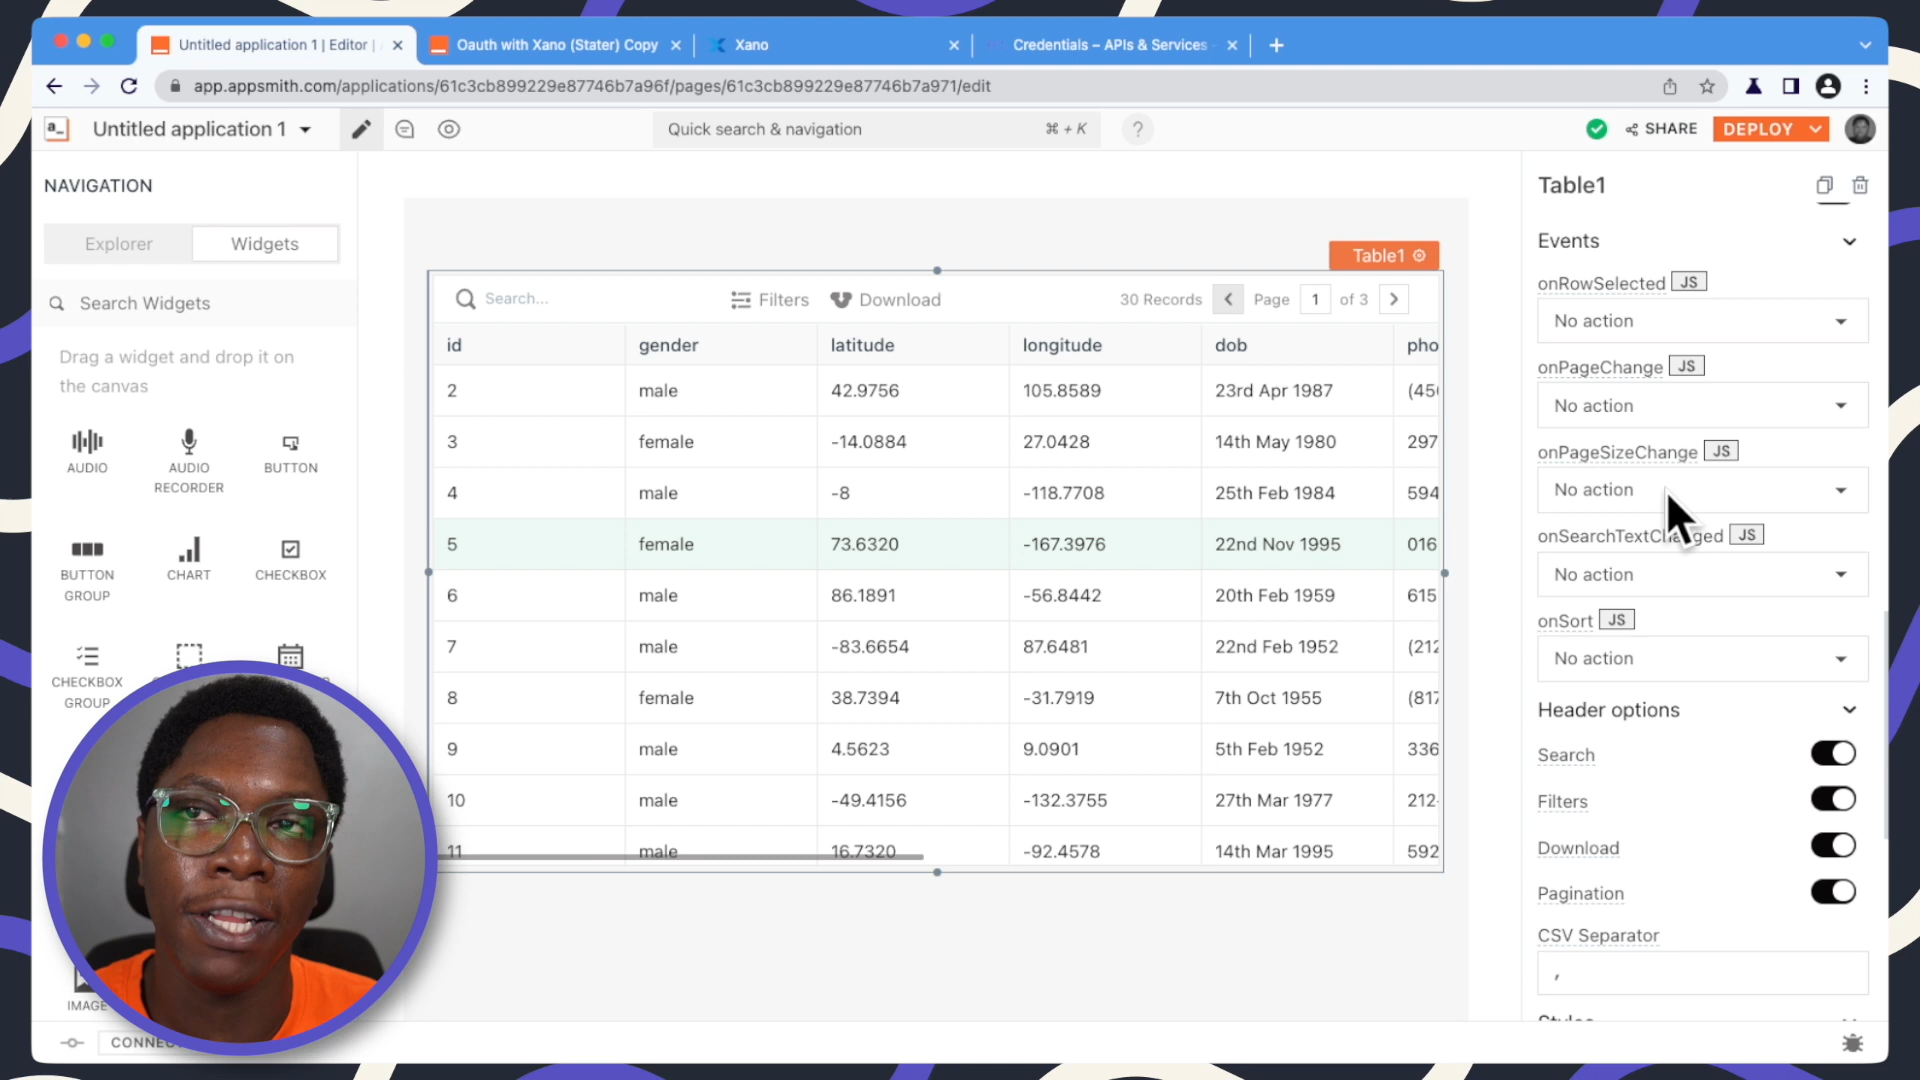 Untitled application 1 | Editor |
Oauth with Xano (Stater) Copy
Xano
Credentials – APIs & Services
app.appsmith.com/applications/61c3cb899229e87746b7a96f/pages/61c3cb899229e87746b7a971/edit
a_
Untitled application 1
Quick search & navigation
⌘ + K
?
SHARE
DEPLOY
NAVIGATION
Explorer
Widgets
Search Widgets
Drag a widget and drop it on
the canvas
AUDIO
AUDIO
RECORDER
BUTTON
BUTTON
GROUP
CHART
CHECKBOX
CHECKBOX
GROUP
IMAGE
Table1
Search...
Filters
Download
30 Records
Page
1
of 3
id gender latitude longitude dob pho
2 male 42.9756 105.8589 23rd Apr 1987 (450
3 female -14.0884 27.0428 14th May 1980 297
4 male -8 -118.7708 25th Feb 1984 594
5 female 73.6320 -167.3976 22nd Nov 1995 016
6 male 86.1891 -56.8442 20th Feb 1959 615
7 male -83.6654 87.6481 22nd Feb 1952 (212
8 female 38.7394 -31.7919 7th Oct 1955 (817
9 male 4.5623 9.0901 5th Feb 1952 336
10 male -49.4156 -132.3755 27th Mar 1977 212-
11 male 16.7320 -92.4578 14th Mar 1995 592
Table1
Events
onRowSelected JS
No action
onPageChange JS
No action
onPageSizeChange JS
No action
onSearchTextChanged JS
No action
onSort JS
No action
Header options
Search
Filters
Download
Pagination
CSV Separator
,
Styles